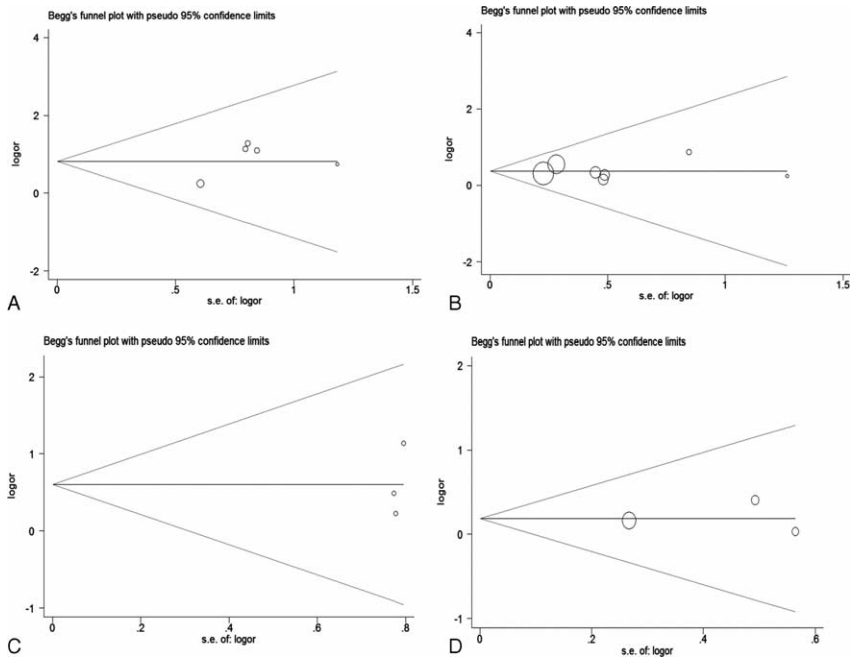 Begg's funnel plot with pseudo 95% confidence limits
4
2
0
-2
logor
0
.5
1
1.5
s.e. of: logor
A
Begg's funnel plot with pseudo 95% confidence limits
4
2
0
-2
logor
0
.5
1
1.5
s.e. of: logor
B
Begg's funnel plot with pseudo 95% confidence limits
2
1
0
-1
logor
0
.2
.4
.6
.8
s.e. of: logor
C
Begg's funnel plot with pseudo 95% confidence limits
2
1
0
-1
logor
0
.2
.4
.6
s.e. of: logor
D